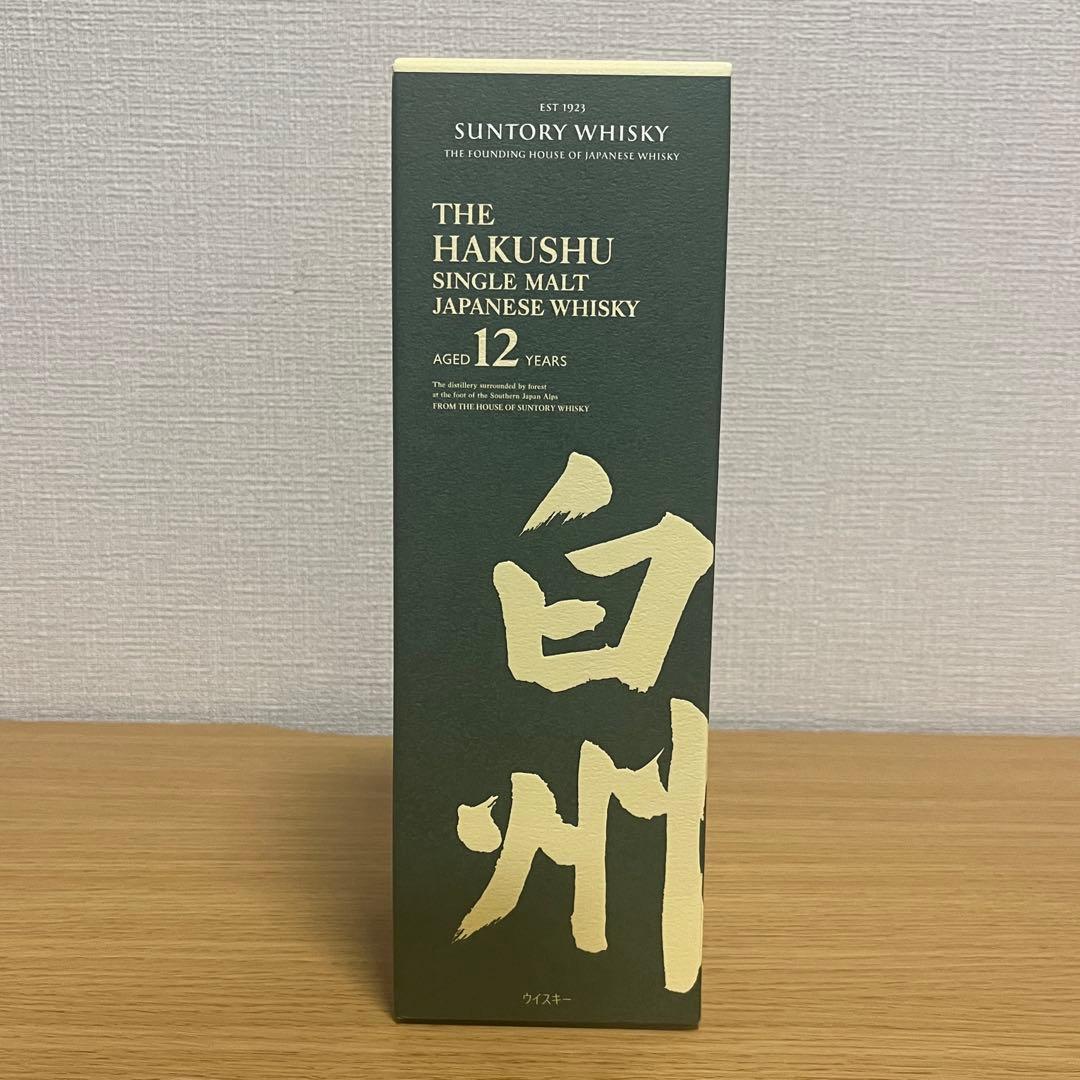 EST 1923
SUNTORY WHISKY
THE FOUNDING HOUSE OF JAPANESE WHISKY
THE
HAKUSHU
SINGLE MALT
JAPANESE WHISKY
AGED 12 YEARS
The distillery surrounded by forest
at the foot of the Southern Japan Alps
FROM THE HOUSE OF SUNTORY WHISKY
白州
ウイスキー